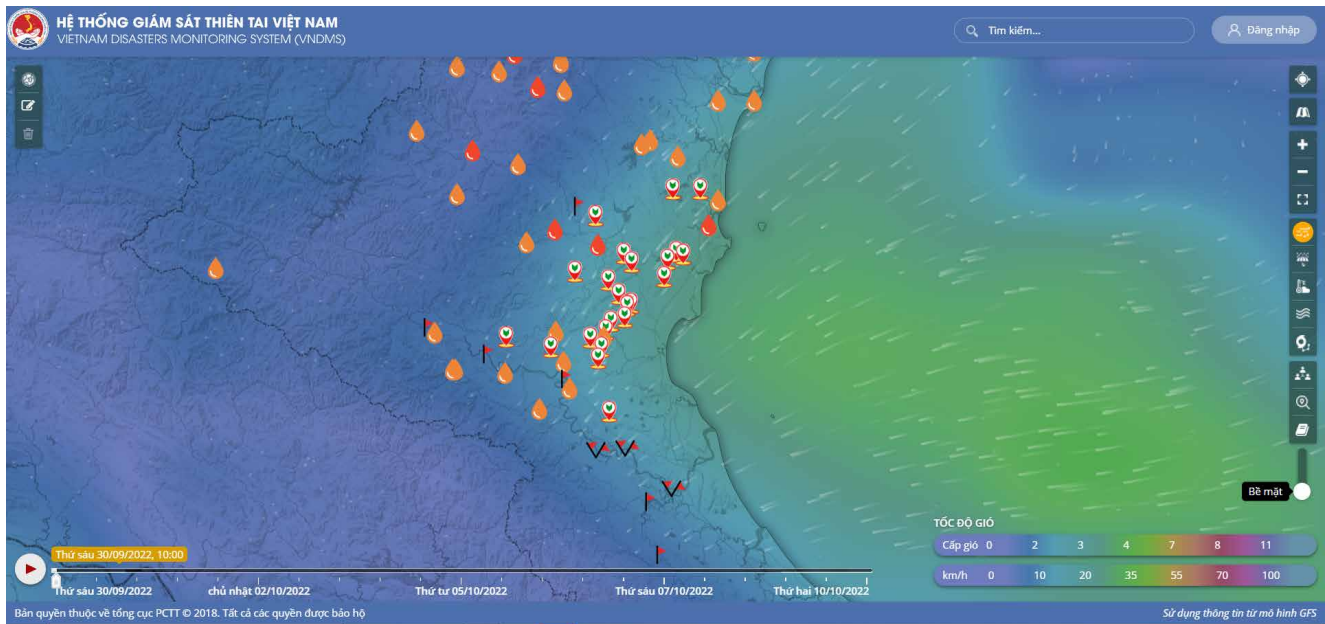 HỆ THỐNG GIÁM SÁT THIÊN TAI VIỆT NAM
VIETNAM DISASTERS MONITORING SYSTEM (VNDMS)
Tìm kiếm...
Đăng nhập
Bề mặt
TỐC ĐỘ GIÓ
Cấp gió 0 2 3 4 7 8 11
km/h 0 10 20 35 55 70 100
Thứ sáu 30/09/2022, 10:00
Thứ sáu 30/09/2022 chủ nhật 02/10/2022 Thứ tư 05/10/2022 Thứ sáu 07/10/2022 Thứ hai 10/10/2022
Bản quyền thuộc về tổng cục PCTT © 2018. Tất cả các quyền được bảo hộ
Sử dụng thông tin từ mô hình GFS